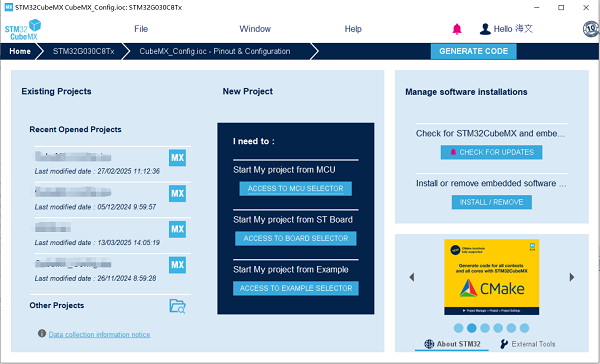 STM32CubeMX CubeMX_Config.ioc: STM32G030C8Tx
STM32
CubeMX
File
Window
Help
Hello 海文
Home
STM32G030C8Tx
CubeMX_Config.ioc - Pinout & Configuration
GENERATE CODE
Existing Projects
Recent Opened Projects
MX
Last modified date : 27/02/2025 11:12:36
MX
Last modified date : 05/12/2024 9:59:57
MX
Last modified date : 13/03/2025 14:05:19
MX
Last modified date : 26/11/2024 8:59:28
Other Projects
Data collection information notice
New Project
I need to :
Start My project from MCU
ACCESS TO MCU SELECTOR
Start My project from ST Board
ACCESS TO BOARD SELECTOR
Start My project from Example
ACCESS TO EXAMPLE SELECTOR
Manage software installations
Check for STM32CubeMX and embe...
CHECK FOR UPDATES
Install or remove embedded software ...
INSTALL / REMOVE
Generate code for all contexts
and all cores with STM32CubeMX
CMake
About STM32
External Tools